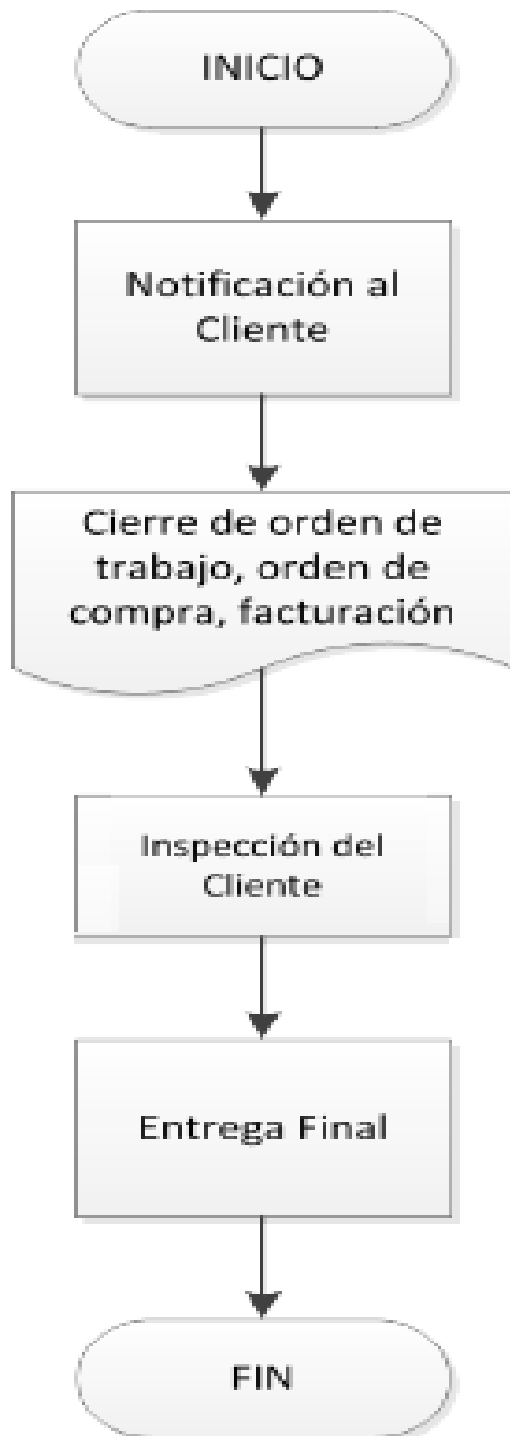 INICIO
Notificación al
Cliente
Cierre de orden de
trabajo, orden de
compra, facturación
Inspección del
Cliente
Entrega Final
FIN